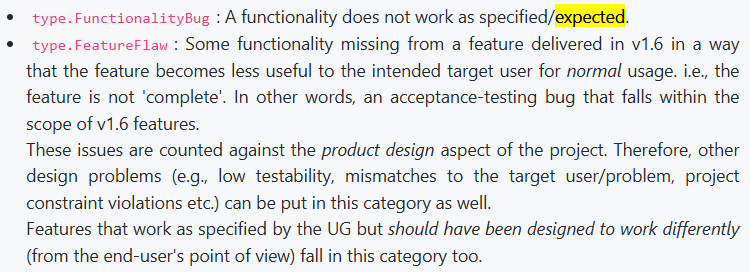 • type.FunctionalityBug : A functionality does not work as specified/expected.
• type.FeatureFlaw : Some functionality missing from a feature delivered in v1.6 in a way
that the feature becomes less useful to the intended target user for normal usage. i.e., the
feature is not 'complete'. In other words, an acceptance-testing bug that falls within the
scope of v1.6 features.
These issues are counted against the product design aspect of the project. Therefore, other
design problems (e.g., low testability, mismatches to the target user/problem, project
constraint violations etc.) can be put in this category as well.
Features that work as specified by the UG but should have been designed to work differently
(from the end-user's point of view) fall in this category too.